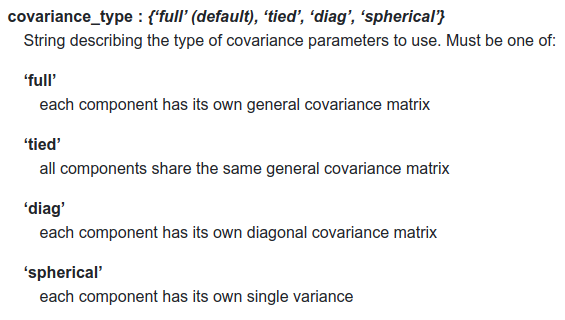 covariance_type : {‘full’ (default), ‘tied’, ‘diag’, ‘spherical’}
String describing the type of covariance parameters to use. Must be one of:
‘full’
each component has its own general covariance matrix
‘tied’
all components share the same general covariance matrix
‘diag’
each component has its own diagonal covariance matrix
‘spherical’
each component has its own single variance